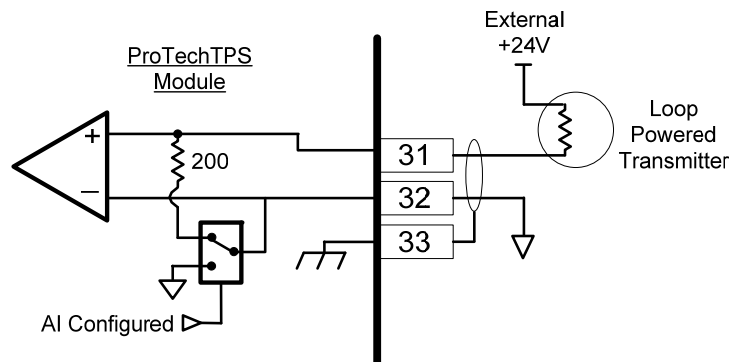 External
+24V
ProTechTPS
Module
Loop
Powered
Transmitter
+
200
−
31
32
33
AI Configured